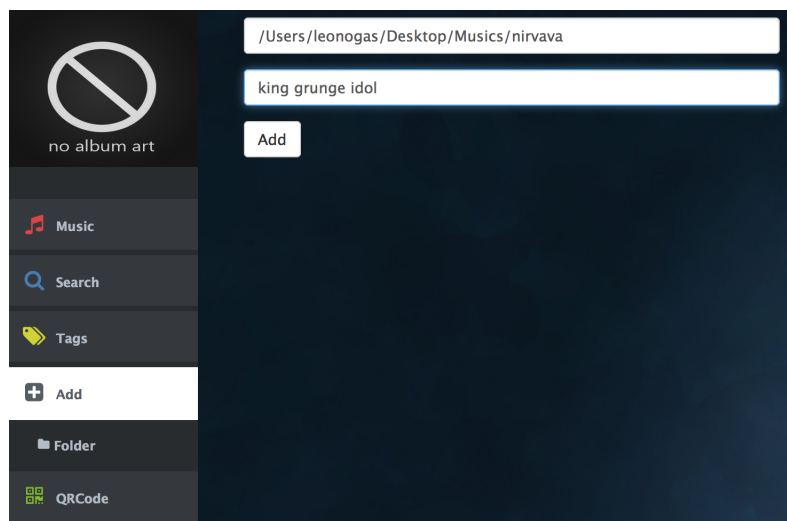 no album art
Music
Search
Tags
Add
Folder
QRCode
/Users/leonogas/Desktop/Musics/nirvava
king grunge idol
Add